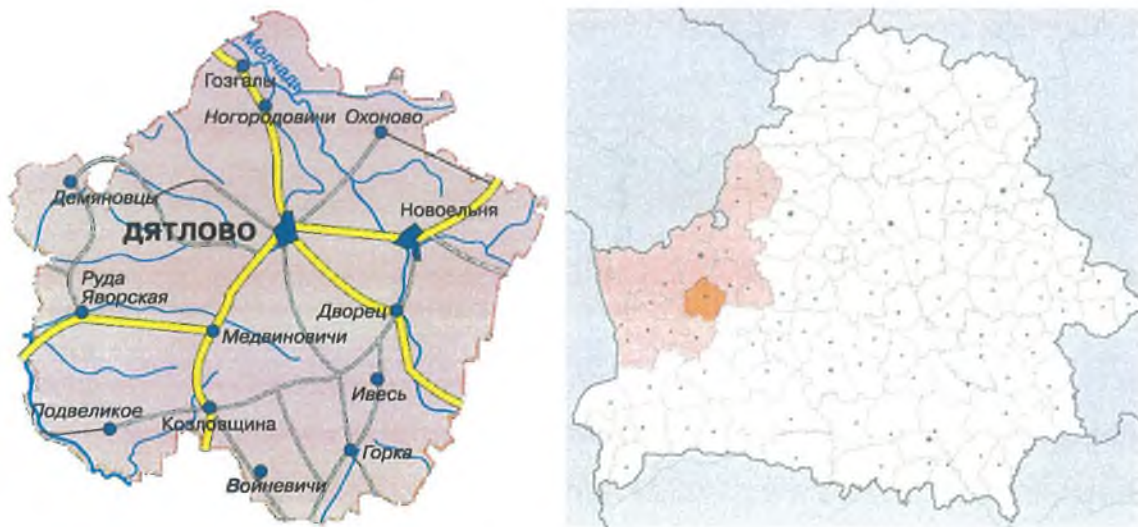 Молчадь
Гозгалы
Ногородовичи
Охоново
Демяновцы
ДЯТЛОВО
Новоельня
Руда
Яворская
Дворец
Медвиновичи
Ивесь
Подвеликое
Козловщина
Горка
Войневичи